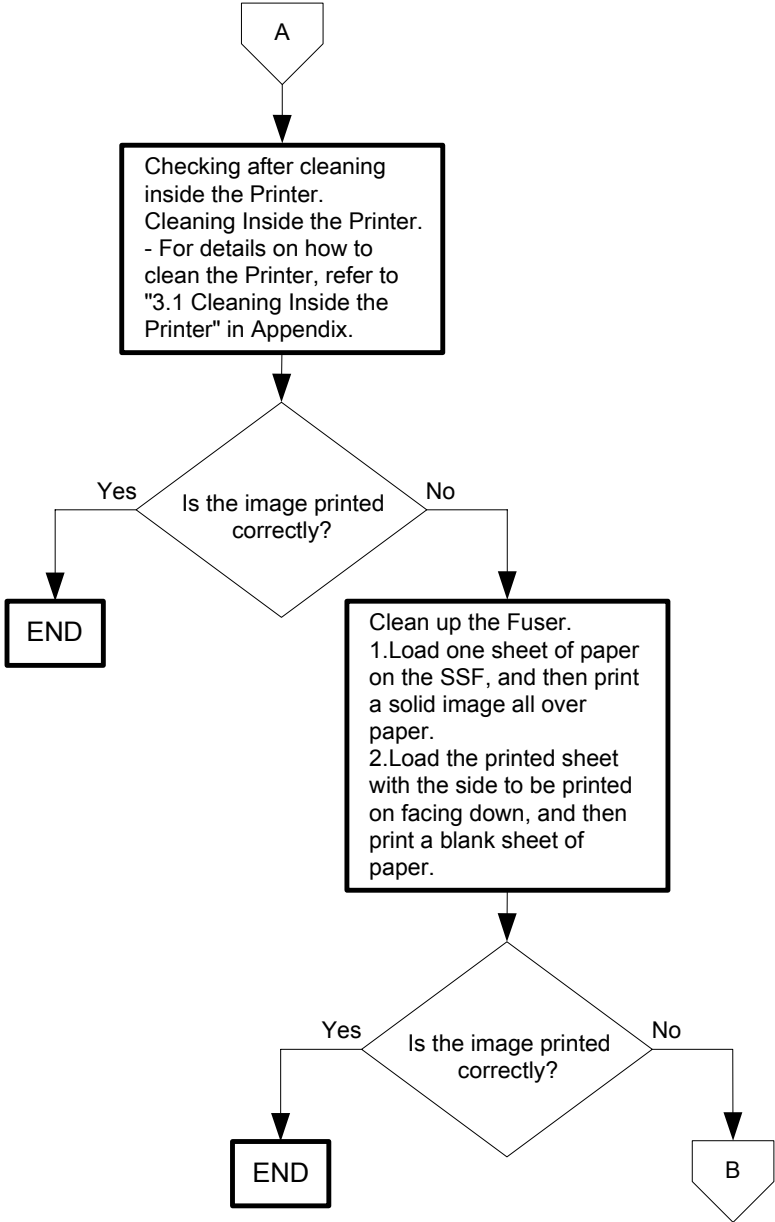 A
Checking after cleaning
inside the Printer.
Cleaning Inside the Printer.
- For details on how to
clean the Printer, refer to
"3.1 Cleaning Inside the
Printer" in Appendix.
Yes
No
Is the image printed
correctly?
END
Clean up the Fuser.
1.Load one sheet of paper
on the SSF, and then print
a solid image all over
paper.
2.Load the printed sheet
with the side to be printed
on facing down, and then
print a blank sheet of
paper.
Yes
No
Is the image printed
correctly?
END
B